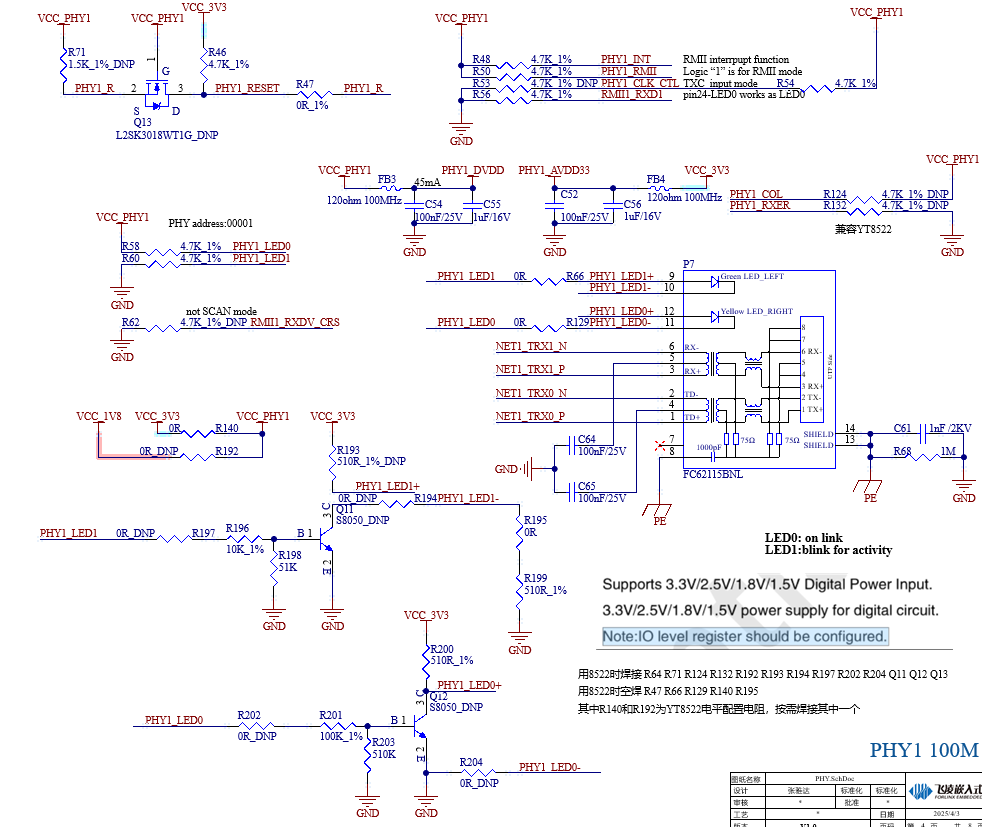 VCC_PHY1
VCC_PHY1
VCC_3V3
R71
1.5K_1%_DNP
R46
4.7K_1%
1
G
PHY1_R
2
3
PHY1_RESET
R47
0R_1%
PHY1_R
S
D
Q13
L2SK3018WT1G_DNP
VCC_PHY1
VCC_PHY1
R48 4.7K_1% PHY1_INT RMII interrpupt function
R50 4.7K_1% PHY1_RMII Logic “1” is for RMII mode
R53 4.7K_1% DNP PHY1_CLK_CTL TXC input mode R54 4.7K_1%
R56 4.7K_1% RMII1_RXD1 pin24-LED0 works as LED0
GND
VCC_PHY1
FB3
45mA
PHY1_DVDD
120ohm 100MHz
C54
100nF/25V
C55
1uF/16V
GND
PHY1_AVDD33
FB4
VCC_3V3
120ohm 100MHz
C52
100nF/25V
C56
1uF/16V
GND
VCC_PHY1
PHY1_COL R124 4.7K_1%_DNP
PHY1_RXER R132 4.7K_1%_DNP
兼容YT8522
GND
VCC_PHY1
PHY address:00001
R58 4.7K_1% PHY1_LED0
R60 4.7K_1% PHY1_LED1
GND
not SCAN mode
R62 4.7K_1%_DNP RMII1_RXDV_CRS
GND
P7
PHY1_LED1 0R R66 PHY1_LED1+ 9 Green LED_LEFT
PHY1_LED1- 10
PHY1_LED0+ 12 Yellow LED_RIGHT
PHY1_LED0 0R R129 PHY1_LED0- 11
NET1_TRX1_N 6 RX-
5
NET1_TRX1_P 3 RX+
NET1_TRX0_N 2 TD-
4
NET1_TRX0_P 1 TD+
7
8
8
7
6 RX-
5
4
3 RX+
2 TX-
1 TX+
UTP Side
75Ω
75Ω
1000pF
SHIELD 14
SHIELD 13
FC62115BNL
C64
100nF/25V
GND
C65
100nF/25V
PE
C61 1nF /2KV
R68 1M
PE
GND
VCC_1V8
VCC_3V3
VCC_PHY1
0R R140
0R_DNP R192
VCC_3V3
R193
510R_1%_DNP
PHY1_LED1+
0R_DNP R194 PHY1_LED1-
3
C
Q11
S8050_DNP
PHY1_LED1 0R_DNP R197 R196
10K_1%
B 1
R198
51K
E
2
GND
GND
R195
0R
R199
510R_1%
GND
VCC_3V3
R200
510R_1%
PHY1_LED0+
3
C
Q12
S8050_DNP
PHY1_LED0 R202
0R_DNP
R201
100K_1%
B 1
R203
510K
E
2
R204
0R_DNP
PHY1_LED0-
GND
GND
LED0: on link
LED1:blink for activity
Supports 3.3V/2.5V/1.8V/1.5V Digital Power Input.
3.3V/2.5V/1.8V/1.5V power supply for digital circuit.
Note:IO level register should be configured.
用8522时焊接 R64 R71 R124 R132 R192 R193 R194 R197 R202 R204 Q11 Q12 Q13
用8522时空焊 R47 R66 R129 R140 R195
其中R140和R192为YT8522电平配置电阻，按需焊接其中一个
PHY1 100M
图纸名称 PHY.SchDoc
设计 张雅达 标准化 标准化
审核 * 批准 *
工艺 * 日期 2025/4/3
飞凌嵌入式
FORLINX EMBEDDED